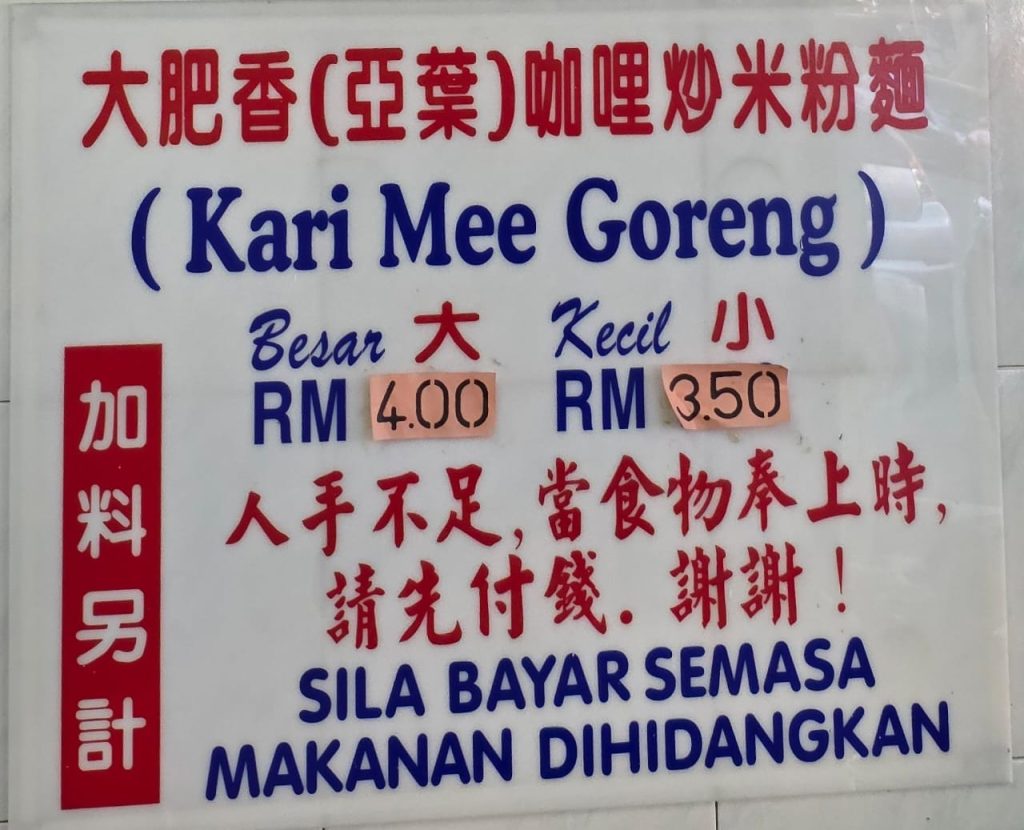 大肥香(亞葉)咖哩炒米粉麵
( Kari Mee Goreng )
Besar 大 Kecil 小
RM 4.00 RM 3.50
加料另計
人手不足,當食物奉上時,
請先付錢. 謝謝!
SILA BAYAR SEMASA
MAKANAN DIHIDANGKAN